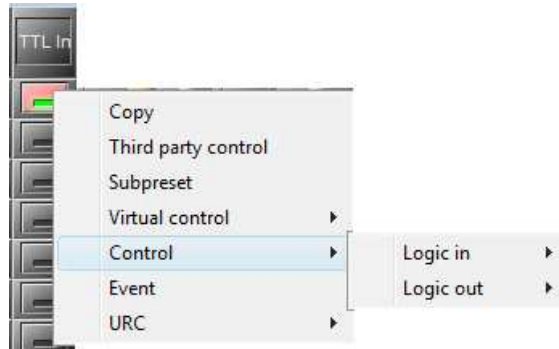 TTL In
Copy
Third party control
Subpreset
Virtual control
Control
Logic in
Event
Logic out
URC